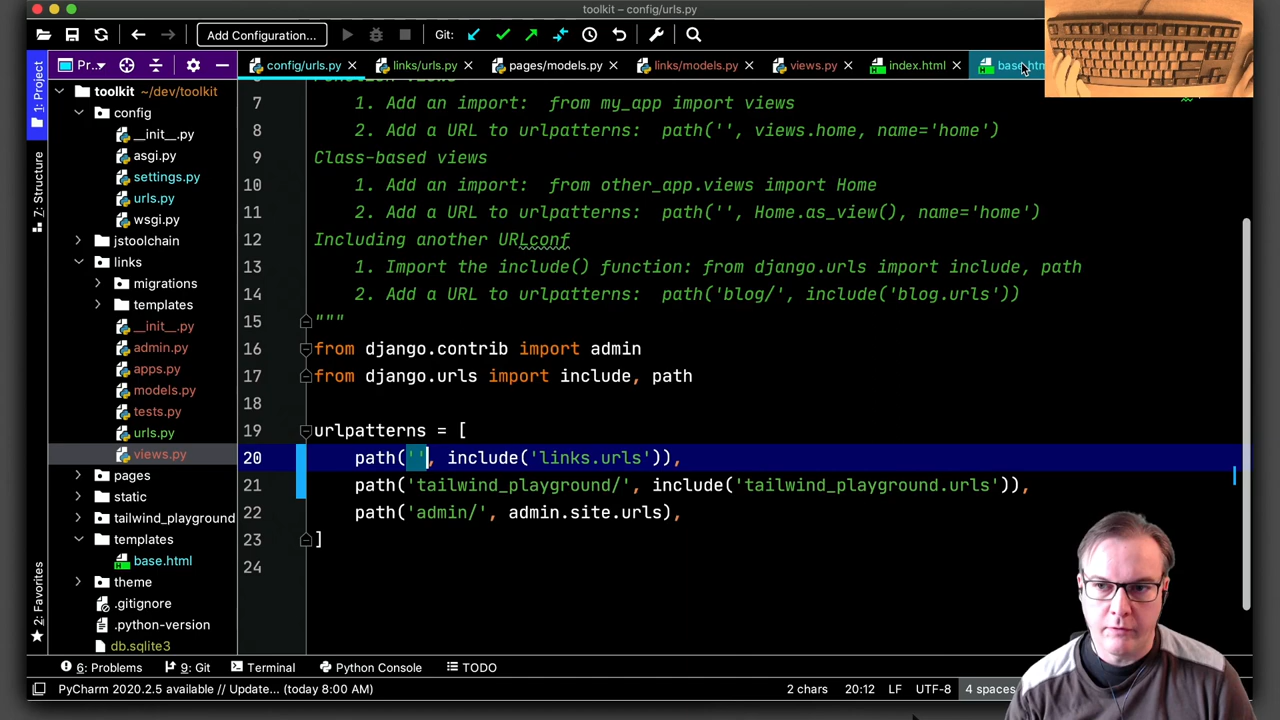 toolkit – config/urls.py
Add Configuration...
Git:
Pr...
config/urls.py
links/urls.py
pages/models.py
links/models.py
views.py
index.html
1: Project
Z: Structure
2: Favorites
toolkit ~/dev/toolkit
config
__init__.py
asgi.py
settings.py
urls.py
wsgi.py
jstoolchain
links
migrations
templates
__init__.py
admin.py
apps.py
models.py
tests.py
urls.py
views.py
pages
static
tailwind_playground
templates
base.html
theme
.gitignore
.python-version
db.sqlite3
7 1. Add an import: from my_app import views
8 2. Add a URL to urlpatterns: path('', views.home, name='home')
9 Class-based views
10 1. Add an import: from other_app.views import Home
11 2. Add a URL to urlpatterns: path('', Home.as_view(), name='home')
12 Including another URLconf
13 1. Import the include() function: from django.urls import include, path
14 2. Add a URL to urlpatterns: path('blog/', include('blog.urls'))
15 """
16 from django.contrib import admin
17 from django.urls import include, path
18
19 urlpatterns = [
20 path('', include('links.urls')),
21 path('tailwind_playground/', include('tailwind_playground.urls')),
22 path('admin/', admin.site.urls),
23 ]
24
6: Problems
9: Git
Terminal
Python Console
TODO
PyCharm 2020.2.5 available // Update... (today 8:00 AM)
2 chars
20:12
LF
UTF-8
4 spaces